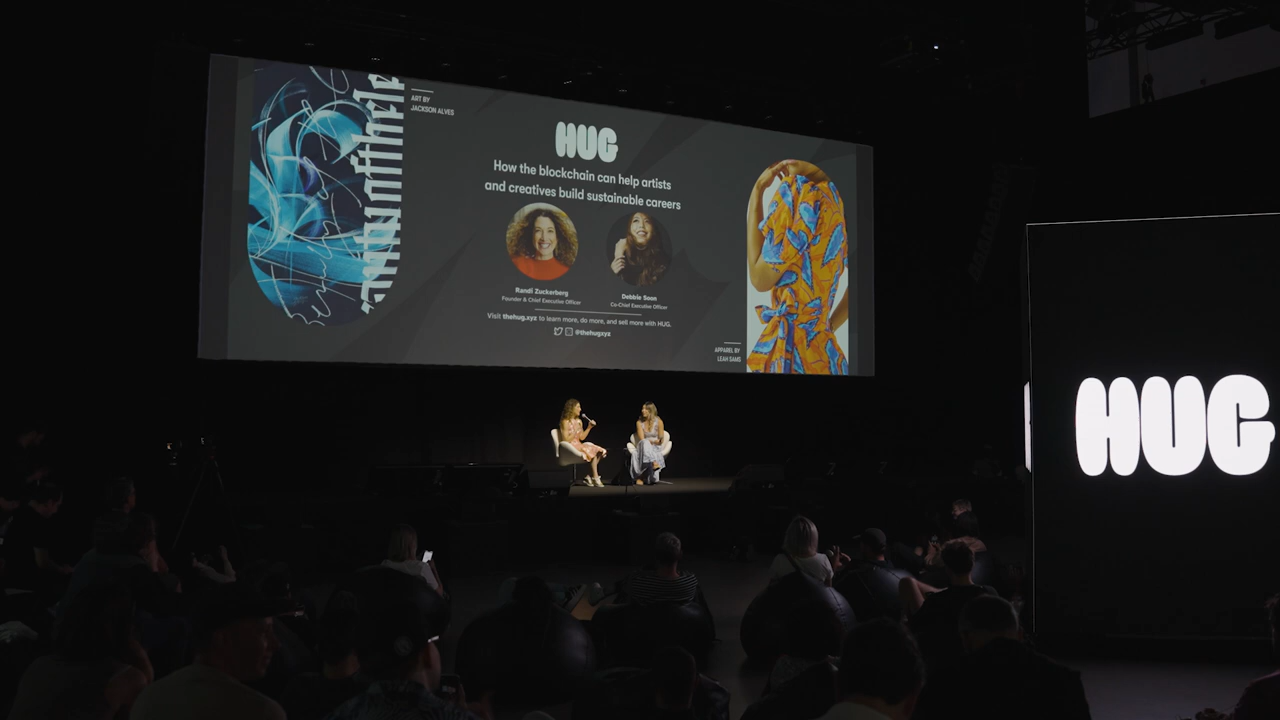 ART BY
JACKSON ALVES
HUG
How the blockchain can help artists
and creatives build sustainable careers
Randi Zuckerberg
Founder & Chief Executive Officer
Debbie Soon
Co-Chief Executive Officer
Visit thehug.xyz to learn more, do more, and sell more with HUG.
@thehugxyz
APPAREL BY
LEAH SAMS
HUG